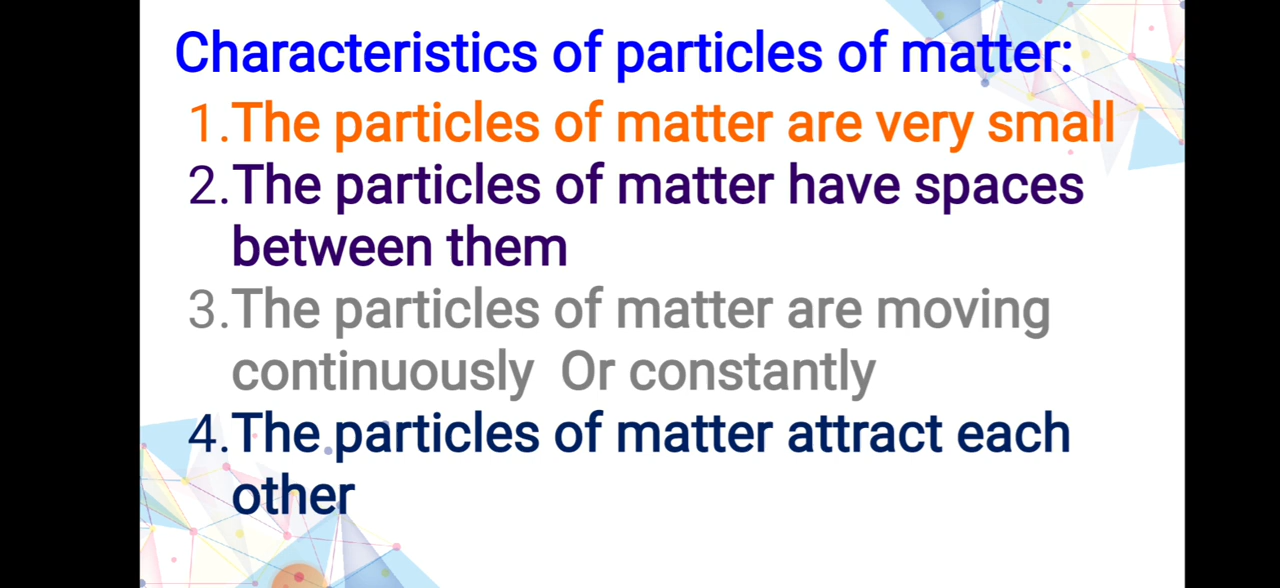 Characteristics of particles of matter:
1.The particles of matter are very small
2.The particles of matter have spaces
between them
3.The particles of matter are moving
continuously  Or constantly
4.The particles of matter attract each
other